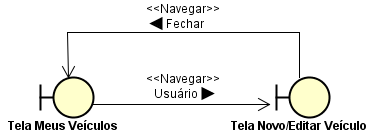 <<Navegar>>
◀ Fechar
<<Navegar>>
Usuário ▶
Tela Meus Veículos
Tela Novo/Editar Veículo